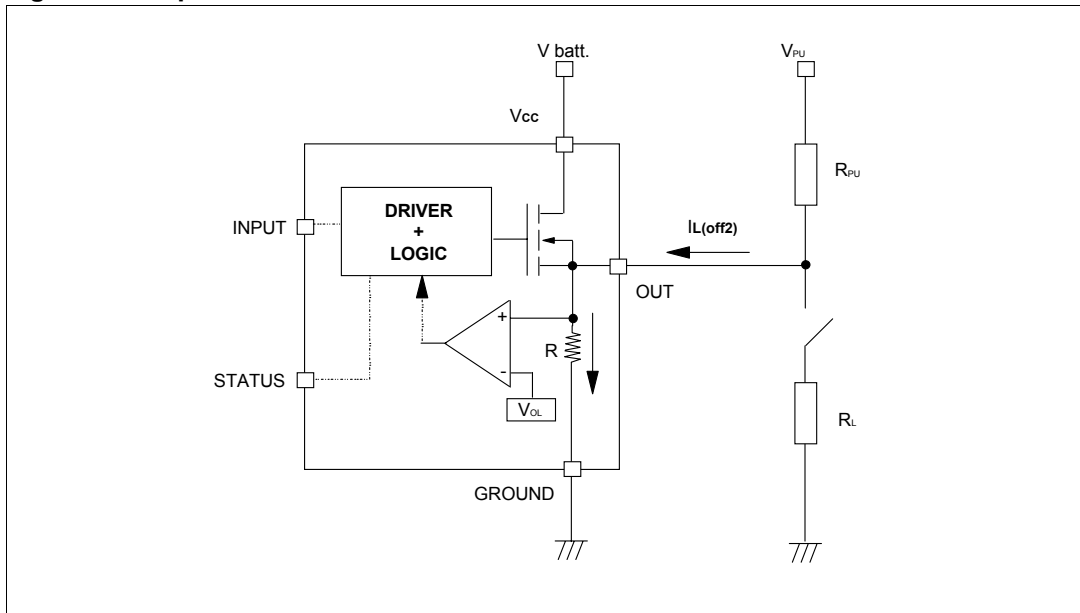 V batt.
VPU
Vcc
RPU
INPUT
DRIVER
+
LOGIC
IL(off2)
OUT
+
R
-
VOL
STATUS
RL
GROUND